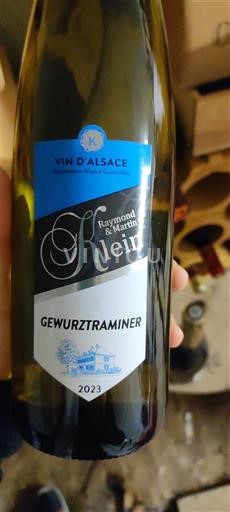 K
VIN D'ALSACE
Appellation Alsace Contrôlée
Raymond
& Martin
Klein
GEWURZTRAMINER
2023